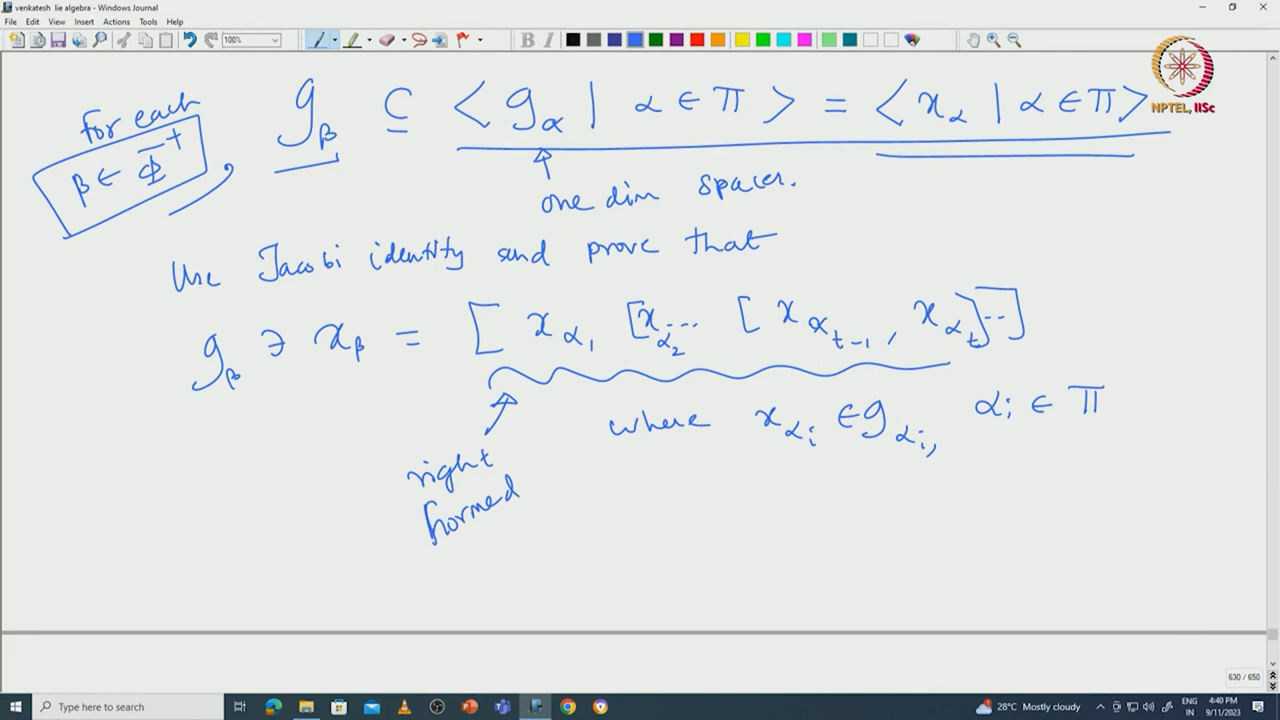 venkatesh lie algebra - Windows Journal
File Edit View Insert Actions Tools Help
100%
NPTEL, IISc
For each β ∈ Φ⁺, g_β ⊆ < g_α | α ∈ Π > = < x_α | α ∈ Π >
one dim spaces.
Use Jacobi identity and prove that
g_β ∋ x_β = [ x_{α_1} [x_{α_2} ... [ x_{α_{t-1}}, x_{α_t}]...]
where x_{α_i} ∈ g_{α_i}, α_i ∈ Π
right
formed
630 / 650
Type here to search
28°C Mostly cloudy
ENG
IN
4:40 PM
9/11/2023